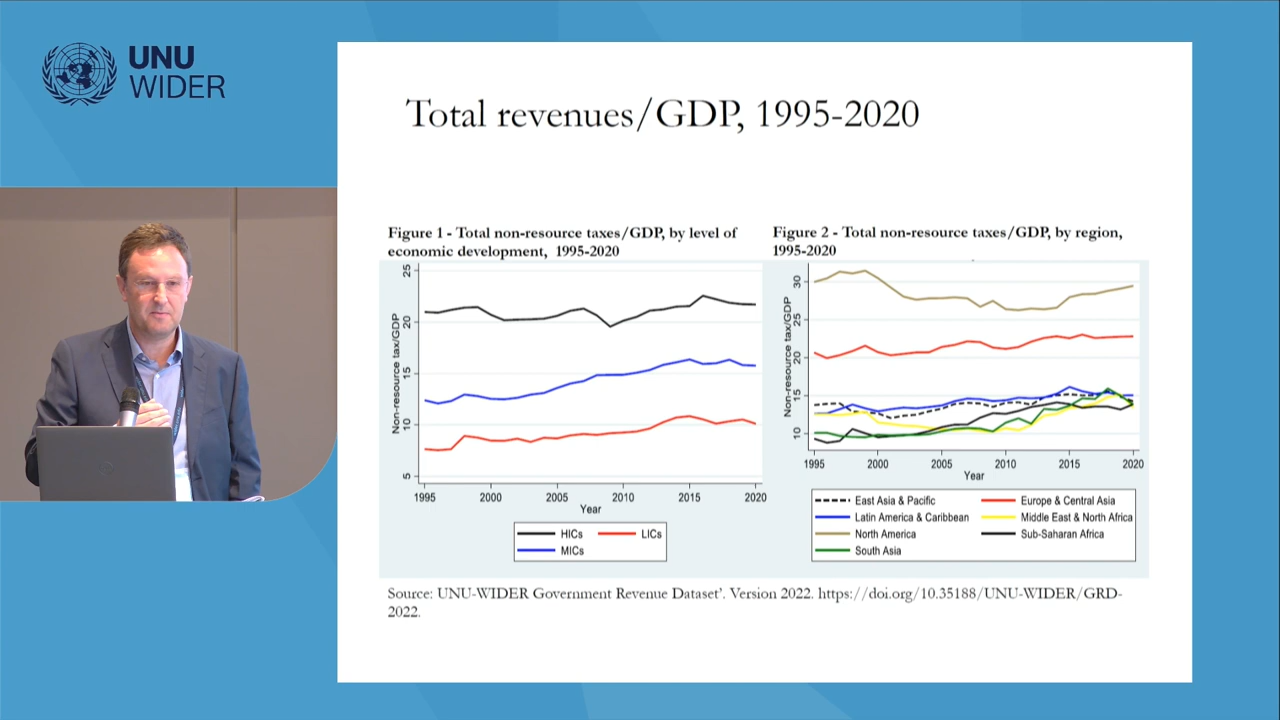 UNU
WIDER
Total revenues/GDP, 1995-2020
Figure 1 - Total non-resource taxes/GDP, by level of
economic development, 1995-2020
Non-resource tax/GDP
25
20
15
10
5
1995
2000
2005
2010
2015
2020
Year
HICs
LICs
MICs
Figure 2 - Total non-resource taxes/GDP, by region,
1995-2020
Non-resource tax/GDP
30
25
20
15
10
1995
2000
2005
2010
2015
2020
Year
East Asia & Pacific
Europe & Central Asia
Latin America & Caribbean
Middle East & North Africa
North America
Sub-Saharan Africa
South Asia
Source: UNU-WIDER Government Revenue Dataset'. Version 2022. https://doi.org/10.35188/UNU-WIDER/GRD-
2022.